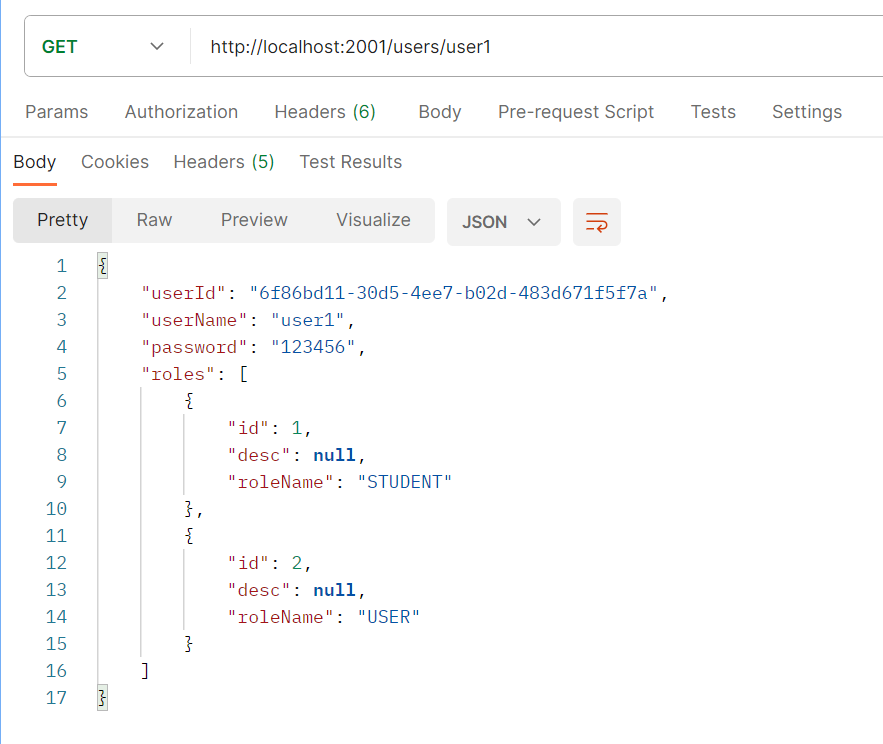 GET http://localhost:2001/users/user1
Params Authorization Headers (6) Body Pre-request Script Tests Settings
Body Cookies Headers (5) Test Results
Pretty Raw Preview Visualize JSON
1 {
2 "userId": "6f86bd11-30d5-4ee7-b02d-483d671f5f7a",
3 "userName": "user1",
4 "password": "123456",
5 "roles": [
6 {
7 "id": 1,
8 "desc": null,
9 "roleName": "STUDENT"
10 },
11 {
12 "id": 2,
13 "desc": null,
14 "roleName": "USER"
15 }
16 ]
17 }